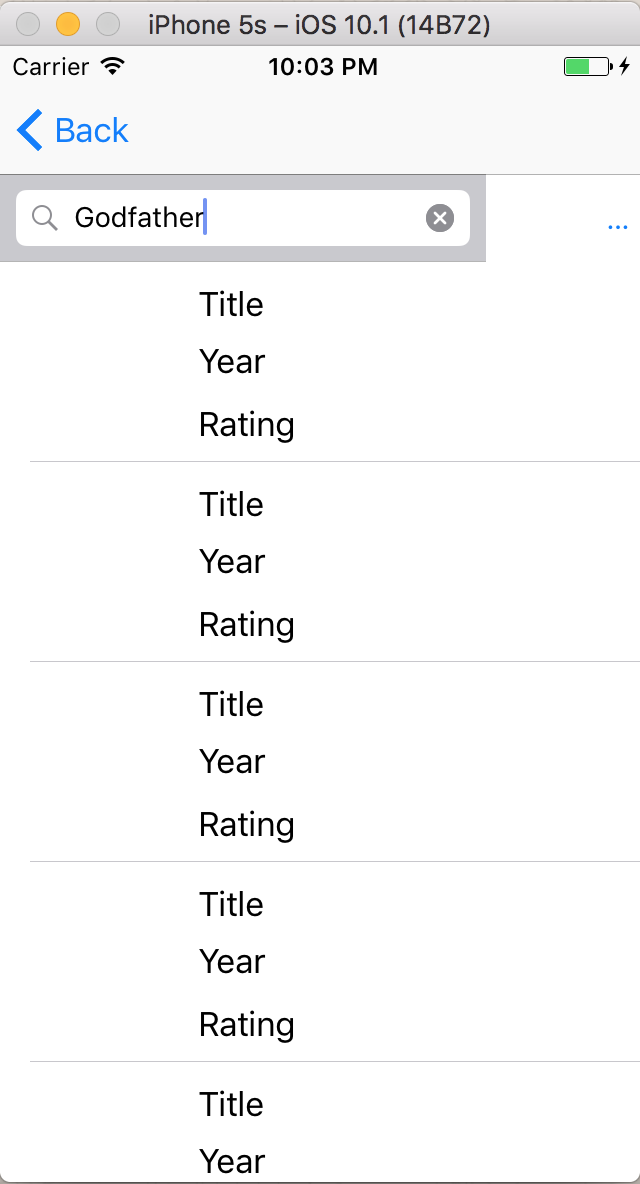 iPhone 5s – iOS 10.1 (14B72)
Carrier 10:03 PM
Back
Godfather ...
Title
Year
Rating
Title
Year
Rating
Title
Year
Rating
Title
Year
Rating
Title
Year